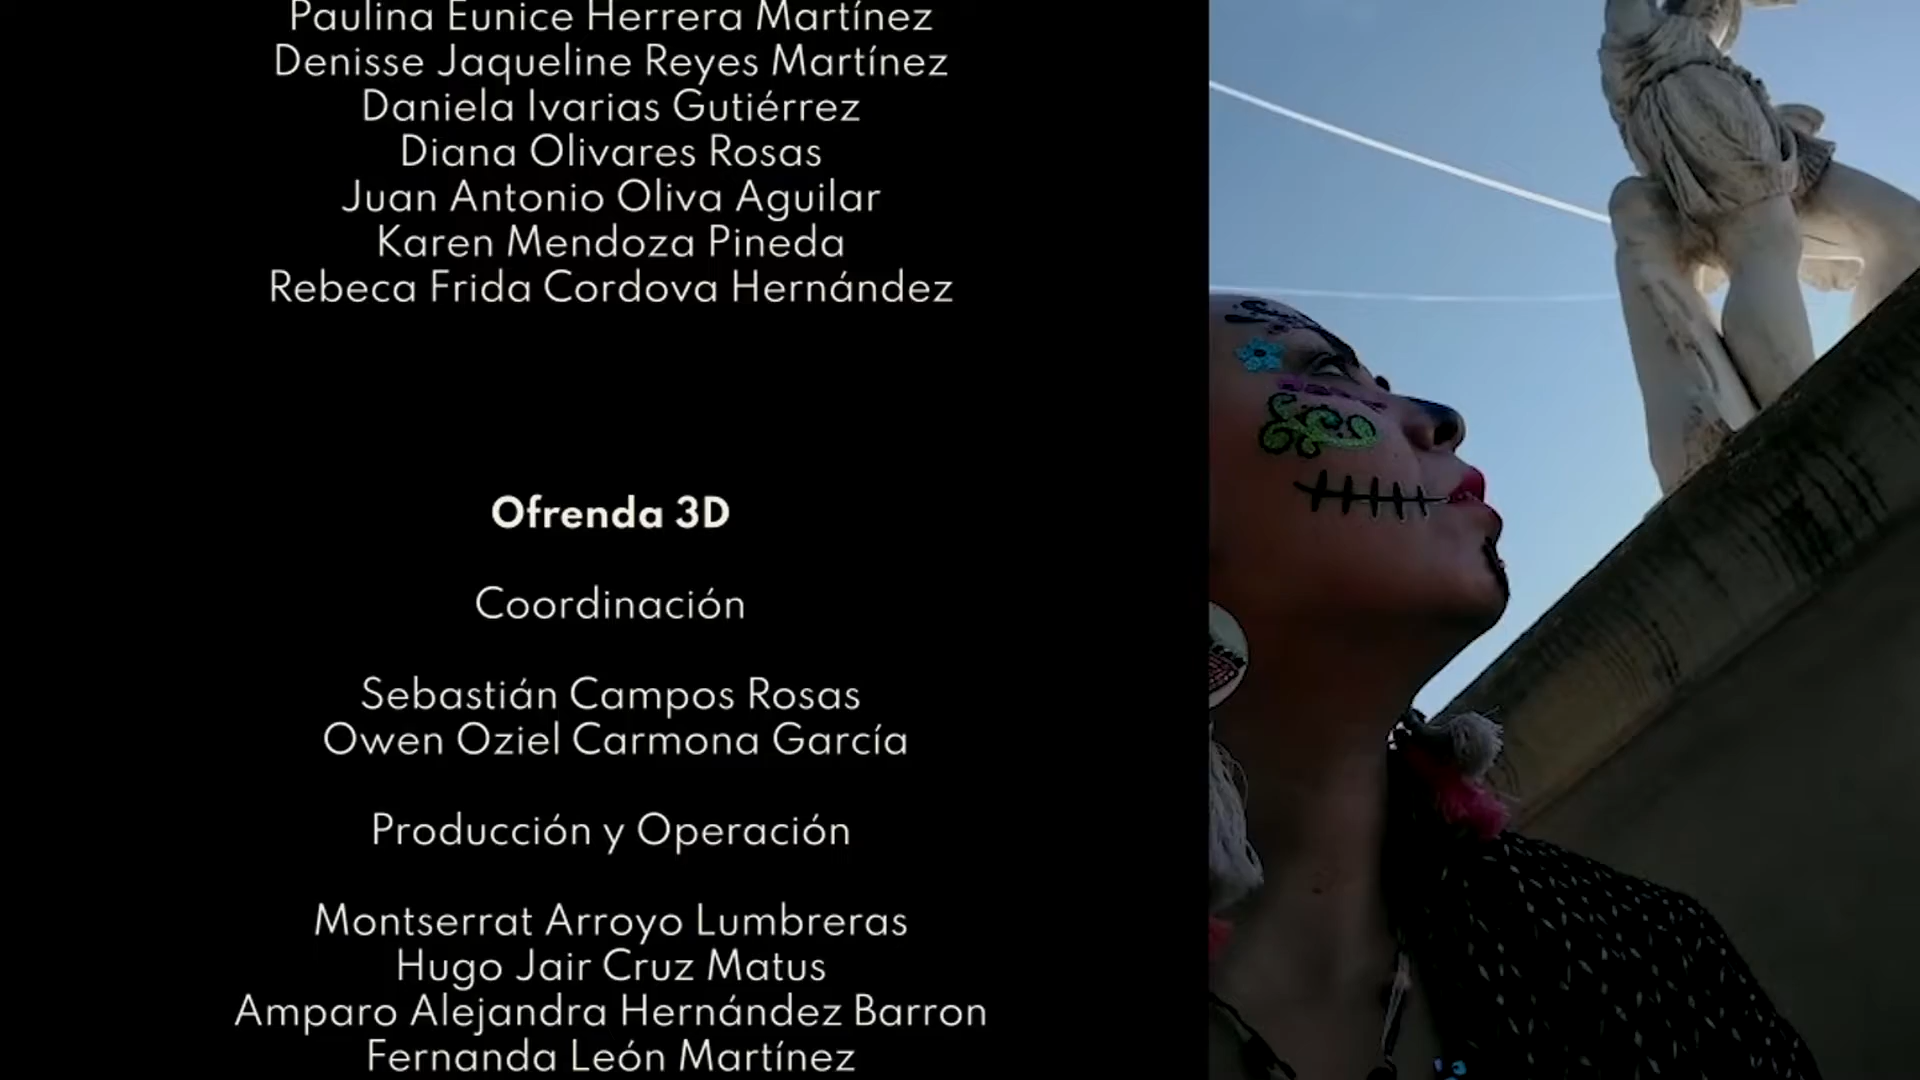 Paulina Eunice Herrera Martínez
Denisse Jaqueline Reyes Martínez
Daniela Ivarias Gutiérrez
Diana Olivares Rosas
Juan Antonio Oliva Aguilar
Karen Mendoza Pineda
Rebeca Frida Cordova Hernández
Ofrenda 3D
Coordinación
Sebastián Campos Rosas
Owen Oziel Carmona García
Producción y Operación
Montserrat Arroyo Lumbreras
Hugo Jair Cruz Matus
Amparo Alejandra Hernández Barron
Fernanda León Martínez